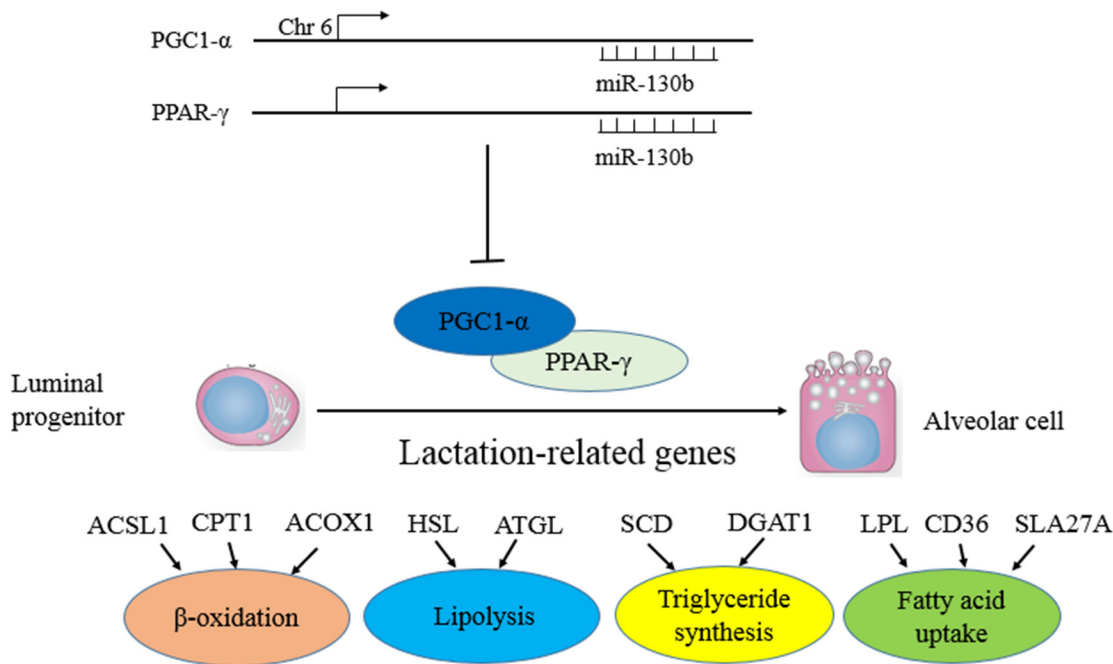 Chr 6
PGC1-α
miR-130b
PPAR-γ
miR-130b
PGC1-α
PPAR-γ
Luminal
progenitor
Alveolar cell
Lactation-related genes
ACSL1 CPT1 ACOX1 HSL ATGL SCD DGAT1 LPL CD36 SLA27A
β-oxidation
Lipolysis
Triglyceride
synthesis
Fatty acid
uptake